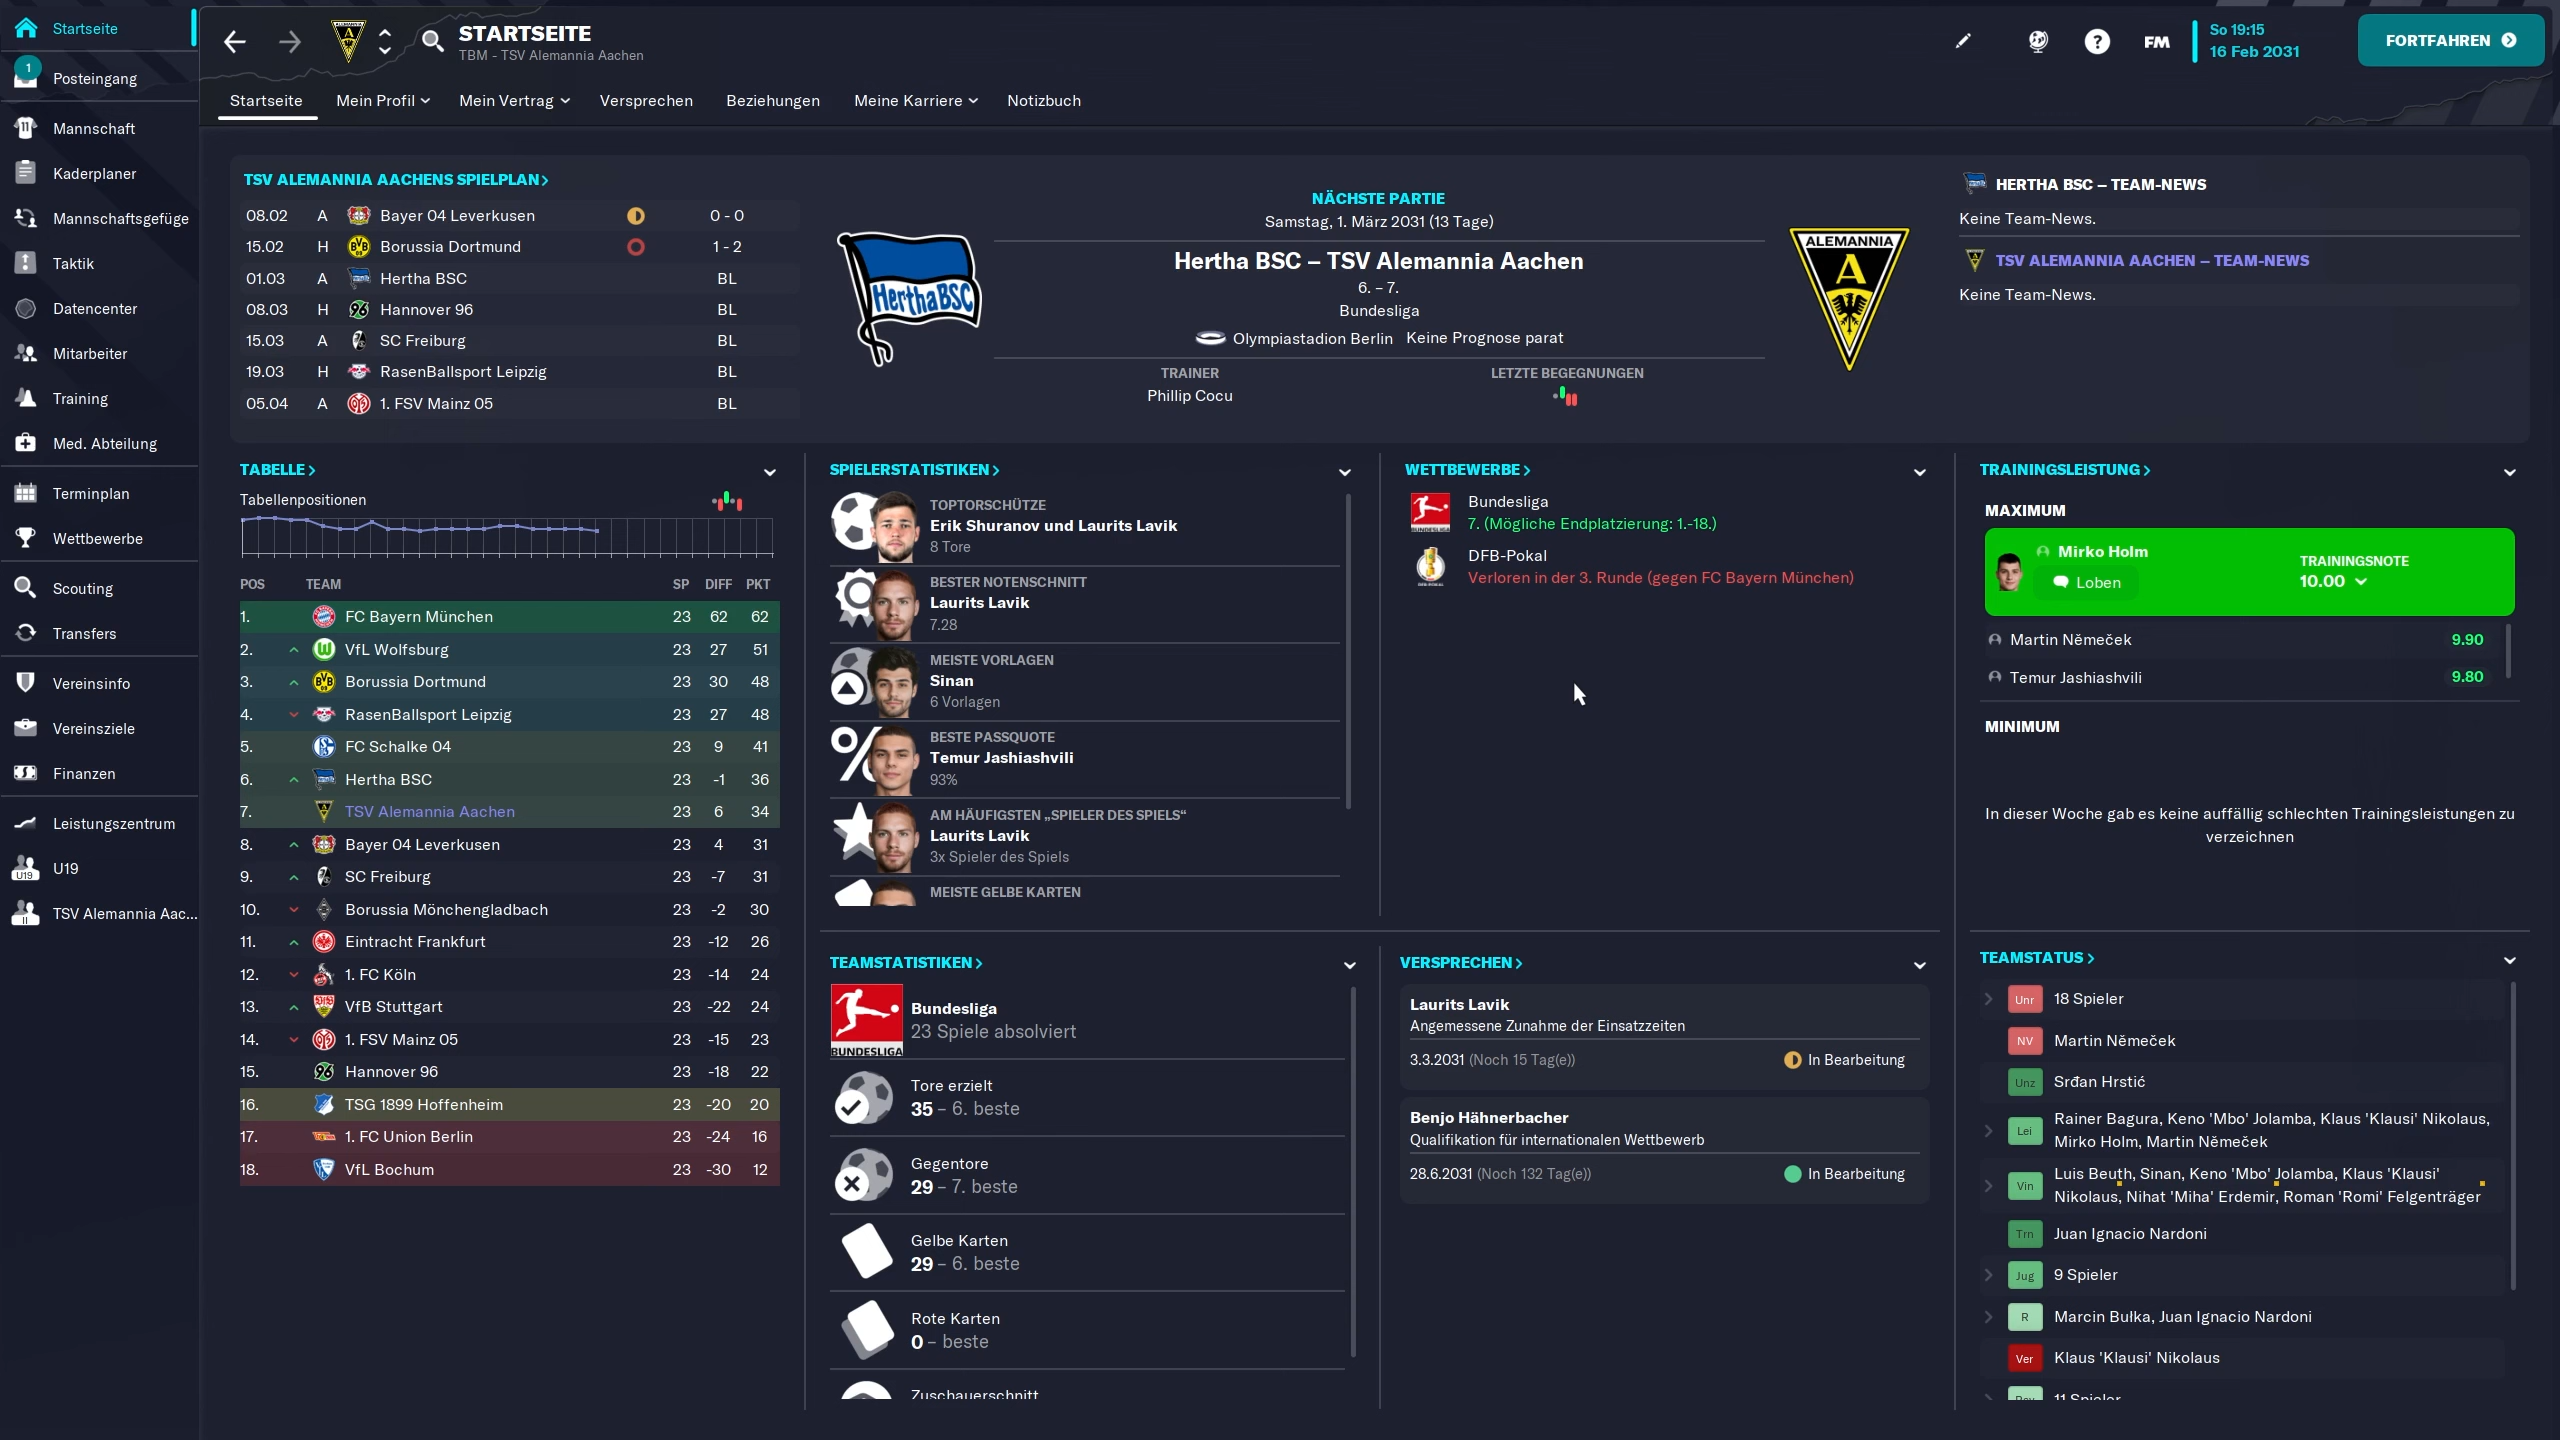 Startseite
1
Posteingang
Mannschaft
Kaderplaner
Mannschaftsgefüge
Taktik
Datencenter
Mitarbeiter
Training
Med. Abteilung
Terminplan
Wettbewerbe
Scouting
Transfers
Vereinsinfo
Vereinsziele
Finanzen
Leistungszentrum
U19
TSV Alemannia Aac...
STARTSEITE
TBM - TSV Alemannia Aachen
FM
So 19:15
16 Feb 2031
FORTFAHREN
Startseite Mein Profil Mein Vertrag Versprechen Beziehungen Meine Karriere Notizbuch
TSV ALEMANNIA AACHENS SPIELPLAN
08.02 A Bayer 04 Leverkusen 0 - 0
15.02 H Borussia Dortmund 1 - 2
01.03 A Hertha BSC BL
08.03 H Hannover 96 BL
15.03 A SC Freiburg BL
19.03 H RasenBallsport Leipzig BL
05.04 A 1. FSV Mainz 05 BL
Hertha BSC
NÄCHSTE PARTIE
Samstag, 1. März 2031 (13 Tage)
Hertha BSC – TSV Alemannia Aachen
6. – 7.
Bundesliga
Olympiastadion Berlin Keine Prognose parat
TRAINER
Phillip Cocu
LETZTE BEGEGNUNGEN
ALEMANNIA
A
HERTHA BSC – TEAM-NEWS
Keine Team-News.
TSV ALEMANNIA AACHEN – TEAM-NEWS
Keine Team-News.
TABELLE
Tabellenpositionen
POS TEAM SP DIFF PKT
1. FC Bayern München 23 62 62
2. VfL Wolfsburg 23 27 51
3. Borussia Dortmund 23 30 48
4. RasenBallsport Leipzig 23 27 48
5. FC Schalke 04 23 9 41
6. Hertha BSC 23 -1 36
7. TSV Alemannia Aachen 23 6 34
8. Bayer 04 Leverkusen 23 4 31
9. SC Freiburg 23 -7 31
10. Borussia Mönchengladbach 23 -2 30
11. Eintracht Frankfurt 23 -12 26
12. 1. FC Köln 23 -14 24
13. VfB Stuttgart 23 -22 24
14. 1. FSV Mainz 05 23 -15 23
15. Hannover 96 23 -18 22
16. TSG 1899 Hoffenheim 23 -20 20
17. 1. FC Union Berlin 23 -24 16
18. VfL Bochum 23 -30 12
SPIELERSTATISTIKEN
TOPTORSCHÜTZE
Erik Shuranov und Laurits Lavik
8 Tore
BESTER NOTENSCHNITT
Laurits Lavik
7.28
MEISTE VORLAGEN
Sinan
6 Vorlagen
BESTE PASSQUOTE
Temur Jashiashvili
93%
AM HÄUFIGSTEN „SPIELER DES SPIELS“
Laurits Lavik
3x Spieler des Spiels
MEISTE GELBE KARTEN
WETTBEWERBE
Bundesliga
7. (Mögliche Endplatzierung: 1.-18.)
DFB-Pokal
Verloren in der 3. Runde (gegen FC Bayern München)
TRAININGSLEISTUNG
MAXIMUM
Mirko Holm
Loben
TRAININGSNOTE
10.00
Martin Němeček 9.90
Temur Jashiashvili 9.80
MINIMUM
In dieser Woche gab es keine auffällig schlechten Trainingsleistungen zu
verzeichnen
TEAMSTATISTIKEN
BUNDESLIGA
Bundesliga
23 Spiele absolviert
Tore erzielt
35 – 6. beste
Gegentore
29 – 7. beste
Gelbe Karten
29 – 6. beste
Rote Karten
0 – beste
Zuschauerschnitt
VERSPRECHEN
Laurits Lavik
Angemessene Zunahme der Einsatzzeiten
3.3.2031 (Noch 15 Tag(e)) In Bearbeitung
Benjo Hähnerbacher
Qualifikation für internationalen Wettbewerb
28.6.2031 (Noch 132 Tag(e)) In Bearbeitung
TEAMSTATUS
Unr 18 Spieler
NV Martin Němeček
Unz Srđan Hrstić
Lei Rainer Bagura, Keno 'Mbo' Jolamba, Klaus 'Klausi' Nikolaus,
Mirko Holm, Martin Němeček
Vin Luis Beuth, Sinan, Keno 'Mbo' Jolamba, Klaus 'Klausi'
Nikolaus, Nihat 'Miha' Erdemir, Roman 'Romi' Felgenträger
Trn Juan Ignacio Nardoni
Jug 9 Spieler
R Marcin Bułka, Juan Ignacio Nardoni
Ver Klaus 'Klausi' Nikolaus
11 Spieler